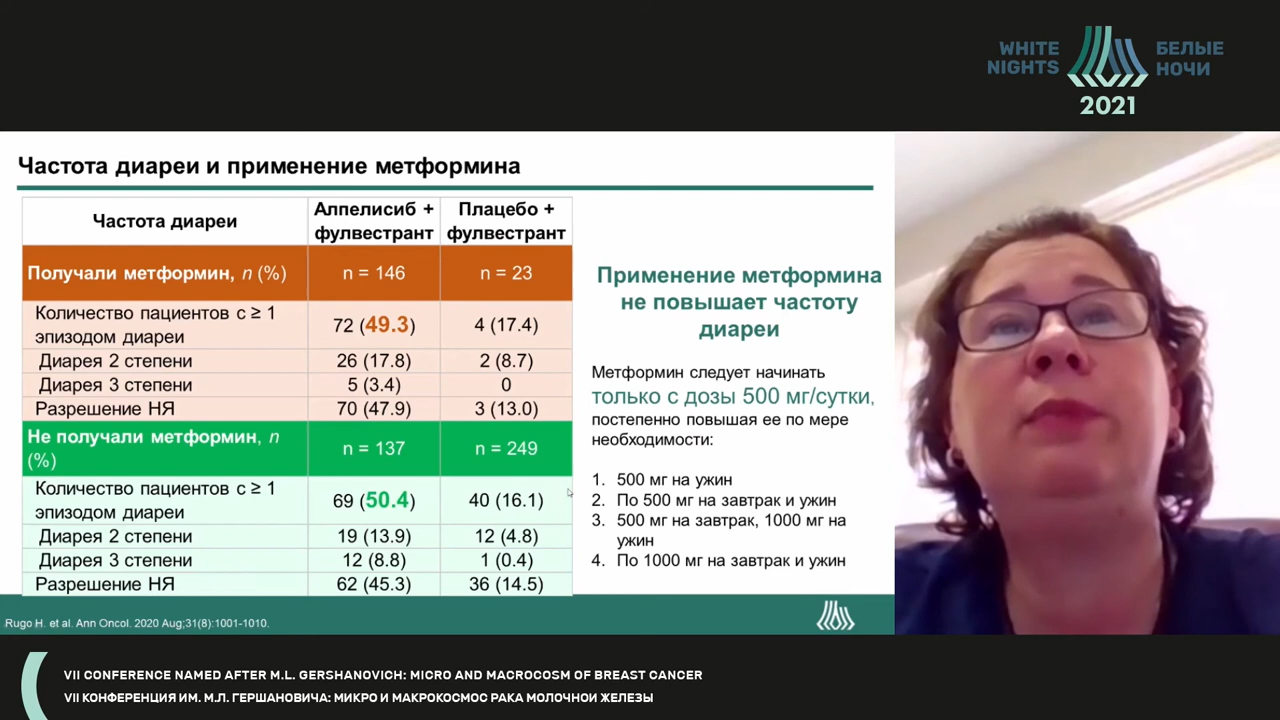 WHITE
NIGHTS
БЕЛЫЕ
НОЧИ
2021
Частота диареи и применение метформина
Частота диареи
Алпелисиб +
фулвестрант
Плацебо +
фулвестрант
Получали метформин, n (%)
n = 146
n = 23
Количество пациентов с ≥ 1
эпизодом диареи
72 (49.3)
4 (17.4)
Диарея 2 степени
26 (17.8)
2 (8.7)
Диарея 3 степени
5 (3.4)
0
Разрешение НЯ
70 (47.9)
3 (13.0)
Не получали метформин, n
(%)
n = 137
n = 249
Количество пациентов с ≥ 1
эпизодом диареи
69 (50.4)
40 (16.1)
Диарея 2 степени
19 (13.9)
12 (4.8)
Диарея 3 степени
12 (8.8)
1 (0.4)
Разрешение НЯ
62 (45.3)
36 (14.5)
Применение метформина
не повышает частоту
диареи
Метформин следует начинать
только с дозы 500 мг/сутки,
постепенно повышая ее по мере
необходимости:
1. 500 мг на ужин
2. По 500 мг на завтрак и ужин
3. 500 мг на завтрак, 1000 мг на
ужин
4. По 1000 мг на завтрак и ужин
Rugo H. et al. Ann Oncol. 2020 Aug;31(8):1001-1010.
VII CONFERENCE NAMED AFTER M.L. GERSHANOVICH: MICRO AND MACROCOSM OF BREAST CANCER
VII КОНФЕРЕНЦИЯ ИМ. М.Л. ГЕРШАНОВИЧА: МИКРО И МАКРОКОСМОС РАКА МОЛОЧНОЙ ЖЕЛЕЗЫ